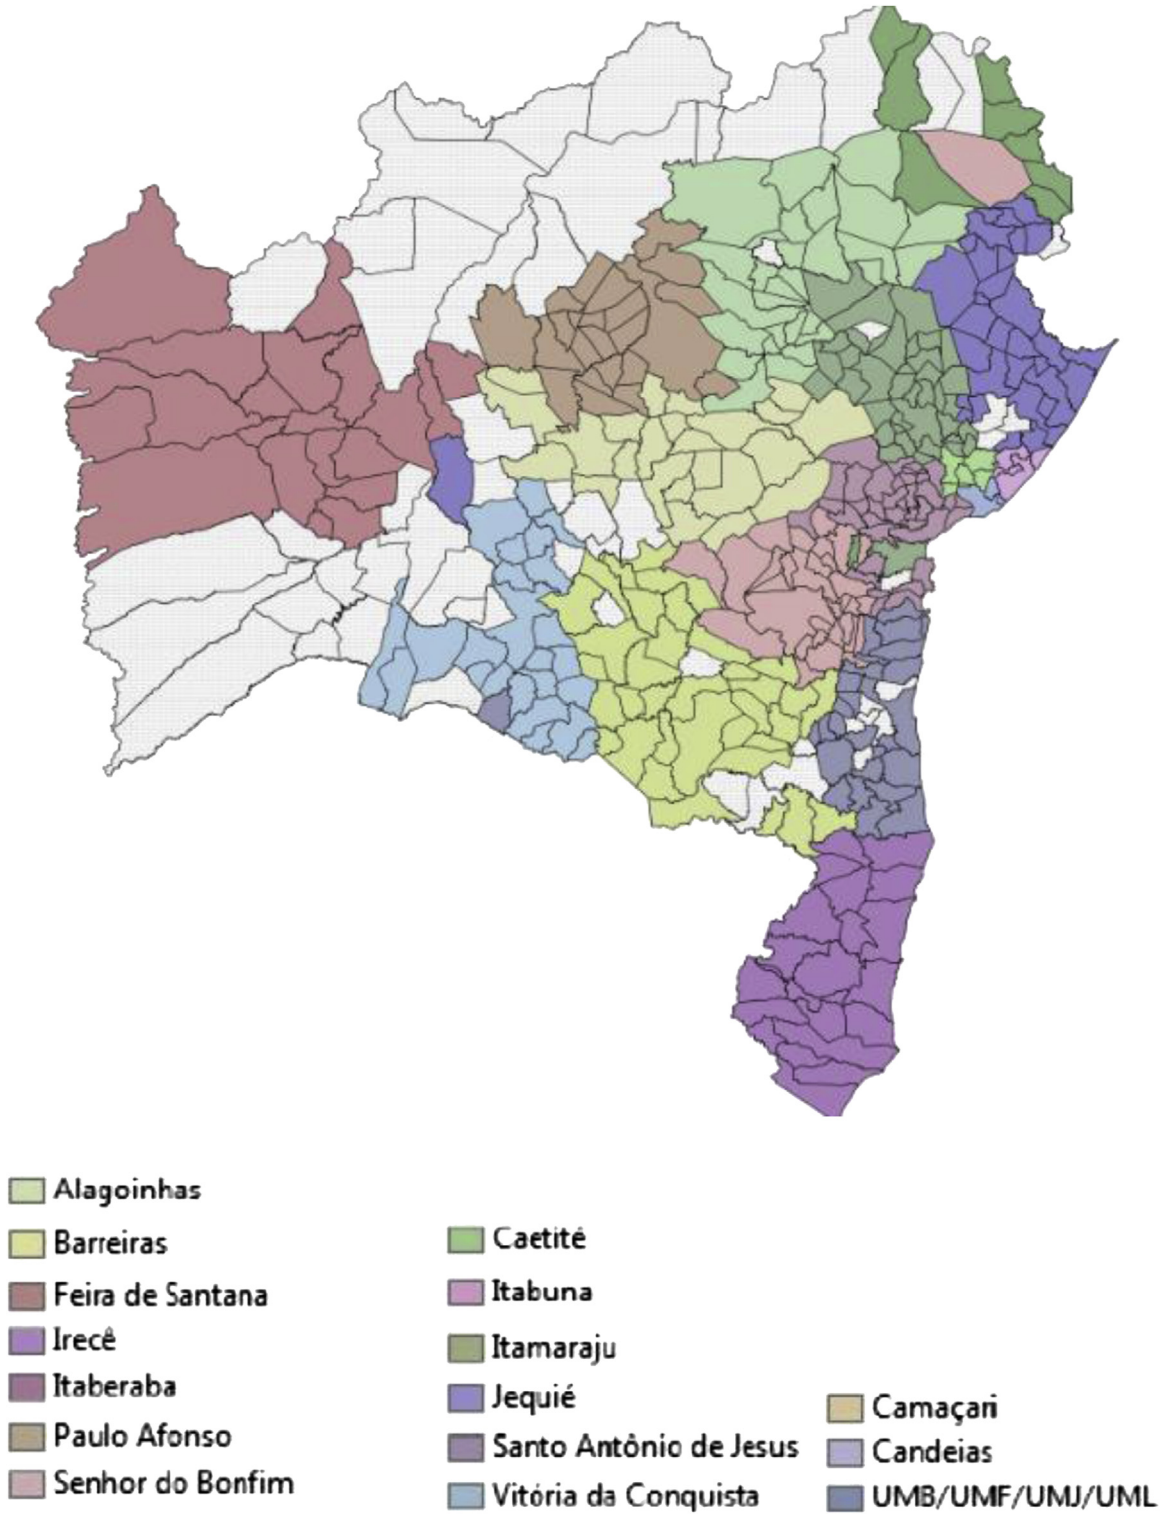 Alagoinhas
Barreiras
Feira de Santana
Irecê
Itaberaba
Paulo Afonso
Senhor do Bonfim
Caetité
Itabuna
Itamaraju
Jequié
Santo Antônio de Jesus
Vitória da Conquista
Camaçari
Candeias
UMB/UMF/UMJ/UML